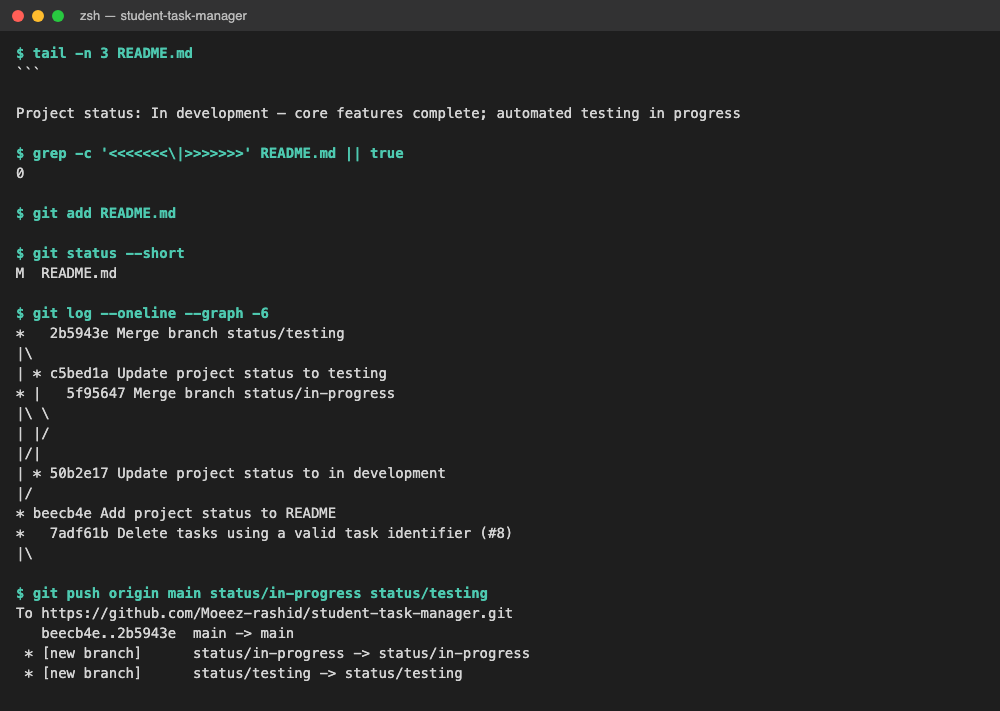 zsh — student-task-manager
$ tail -n 3 README.md
```
Project status: In development — core features complete; automated testing in progress
$ grep -c '<<<<<<<\|>>>>>>>' README.md || true
0
$ git add README.md
$ git status --short
M  README.md
$ git log --oneline --graph -6
*   2b5943e Merge branch status/testing
|\
| * c5bed1a Update project status to testing
* |   5f95647 Merge branch status/in-progress
|\ \
| |/
|/|
| * 50b2e17 Update project status to in development
|/
* beecb4e Add project status to README
*   7adf61b Delete tasks using a valid task identifier (#8)
|\
$ git push origin main status/in-progress status/testing
To https://github.com/Moeez-rashid/student-task-manager.git
   beecb4e..2b5943e  main -> main
 * [new branch]      status/in-progress -> status/in-progress
 * [new branch]      status/testing -> status/testing